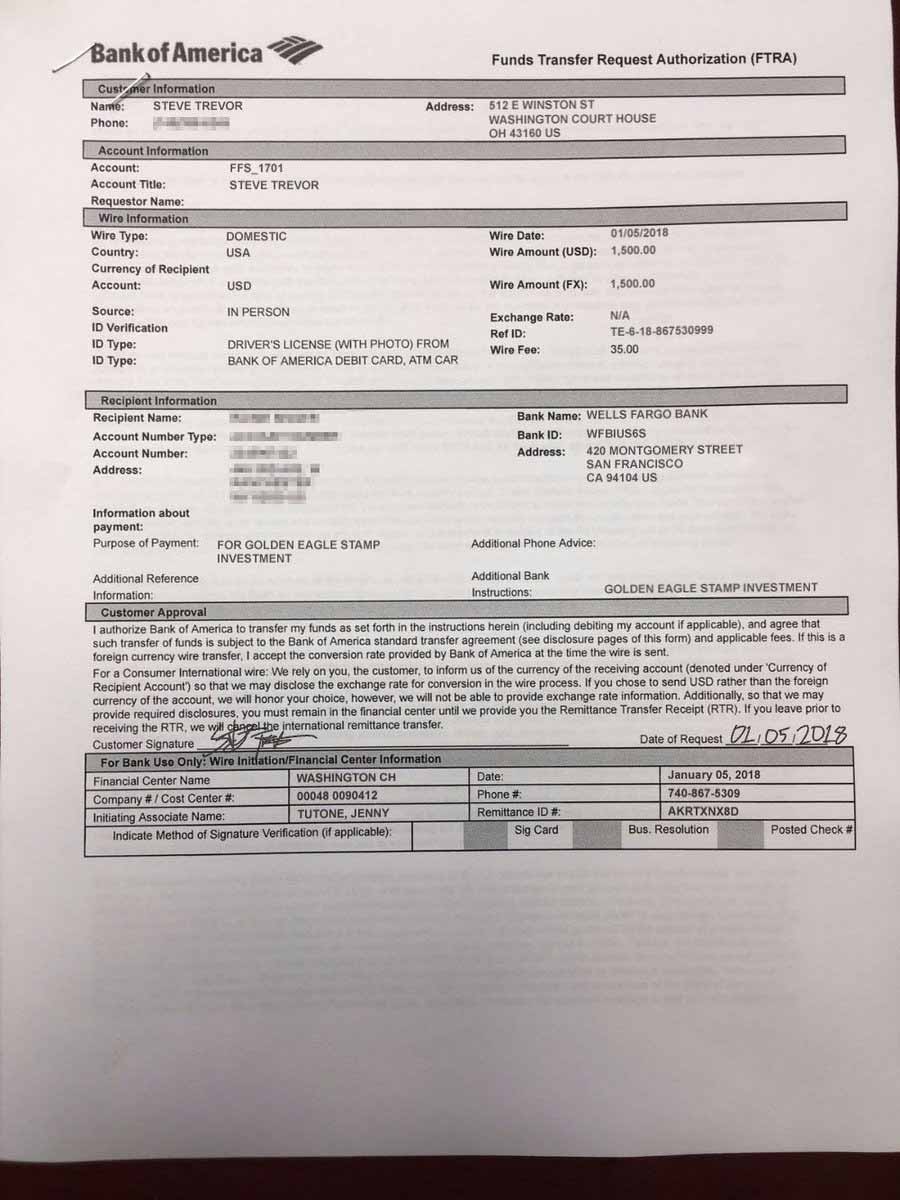 Bank of America
Funds Transfer Request Authorization (FTRA)
Customer Information
Name: STEVE TREVOR
Address: 512 E WINSTON ST
WASHINGTON COURT HOUSE
OH 43160 US
Phone:
Account Information
Account: FFS_1701
Account Title: STEVE TREVOR
Requestor Name:
Wire Information
Wire Type: DOMESTIC
Wire Date: 01/05/2018
Country: USA
Wire Amount (USD): 1,500.00
Currency of Recipient
Account: USD
Wire Amount (FX): 1,500.00
Source: IN PERSON
Exchange Rate: N/A
ID Verification
Ref ID: TE-6-18-867530999
ID Type: DRIVER'S LICENSE (WITH PHOTO) FROM
Wire Fee: 35.00
ID Type: BANK OF AMERICA DEBIT CARD, ATM CAR
Recipient Information
Recipient Name:
Bank Name: WELLS FARGO BANK
Account Number Type:
Bank ID: WFBIUS6S
Account Number:
Address: 420 MONTGOMERY STREET
SAN FRANCISCO
CA 94104 US
Address:
Information about
payment:
Purpose of Payment: FOR GOLDEN EAGLE STAMP
INVESTMENT
Additional Phone Advice:
Additional Reference
Information:
Additional Bank
Instructions: GOLDEN EAGLE STAMP INVESTMENT
Customer Approval
I authorize Bank of America to transfer my funds as set forth in the instructions herein (including debiting my account if applicable), and agree that
such transfer of funds is subject to the Bank of America standard transfer agreement (see disclosure pages of this form) and applicable fees. If this is a
foreign currency wire transfer, I accept the conversion rate provided by Bank of America at the time the wire is sent.
For a Consumer International wire: We rely on you, the customer, to inform us of the currency of the receiving account (denoted under 'Currency of
Recipient Account') so that we may disclose the exchange rate for conversion in the wire process. If you chose to send USD rather than the foreign
currency of the account, we will honor your choice, however, we will not be able to provide exchange rate information. Additionally, so that we may
provide required disclosures, you must remain in the financial center until we provide you the Remittance Transfer Receipt (RTR). If you leave prior to
receiving the RTR, we will cancel the international remittance transfer.
Customer Signature
Date of Request 01/05/2018
For Bank Use Only: Wire Initiation/Financial Center Information
Financial Center Name WASHINGTON CH Date: January 05, 2018
Company # / Cost Center #: 00048 0090412 Phone #: 740-867-5309
Initiating Associate Name: TUTONE, JENNY Remittance ID #: AKRTXNX8D
Indicate Method of Signature Verification (if applicable): Sig Card Bus. Resolution Posted Check #